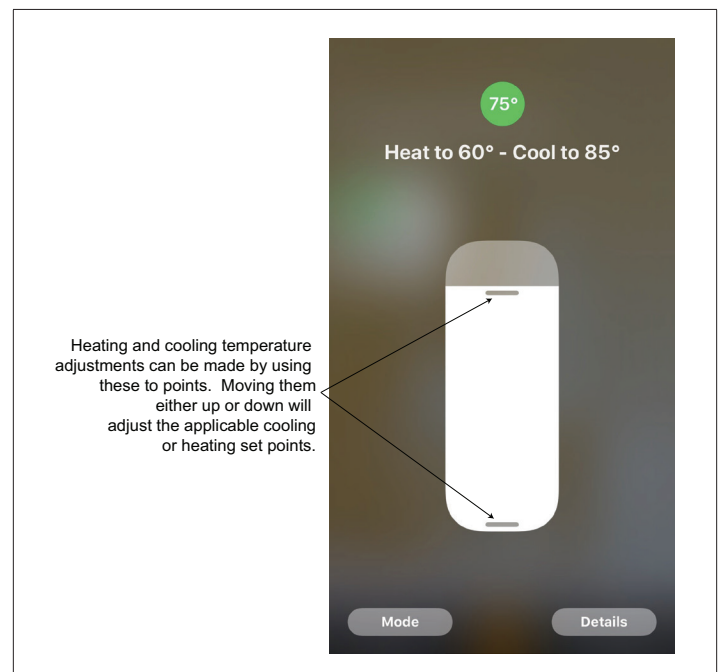 75°
Heat to 60° - Cool to 85°
Heating and cooling temperature
adjustments can be made by using
these to points.  Moving them
either up or down will
adjust the applicable cooling
or heating set points.
Mode
Details